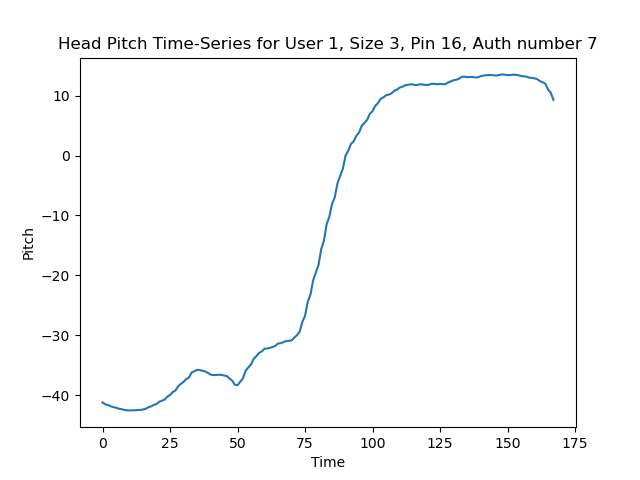 Head Pitch Time-Series for User 1, Size 3, Pin 16, Auth number 7
10
0
−10
−20
−30
−40
Pitch
0 25 50 75 100 125 150 175
Time